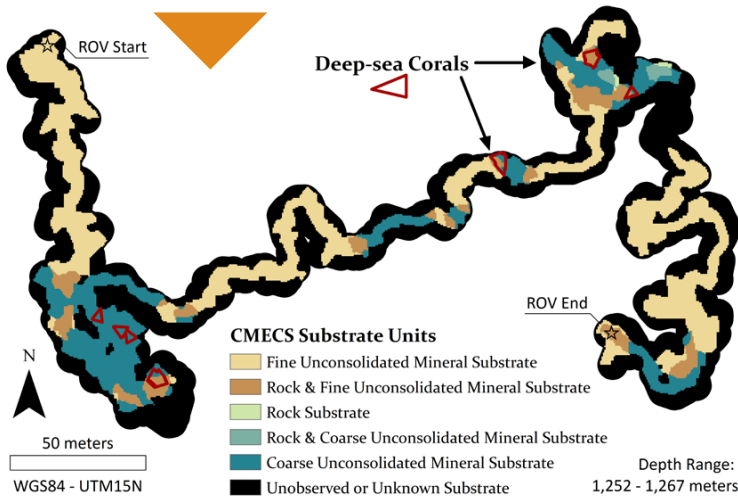 ROV Start
Deep-sea Corals
ROV End
CMECS Substrate Units
Fine Unconsolidated Mineral Substrate
Rock & Fine Unconsolidated Mineral Substrate
Rock Substrate
Rock & Coarse Unconsolidated Mineral Substrate
Coarse Unconsolidated Mineral Substrate
Unobserved or Unknown Substrate
N
50 meters
WGS84 - UTM15N
Depth Range:
1,252 - 1,267 meters